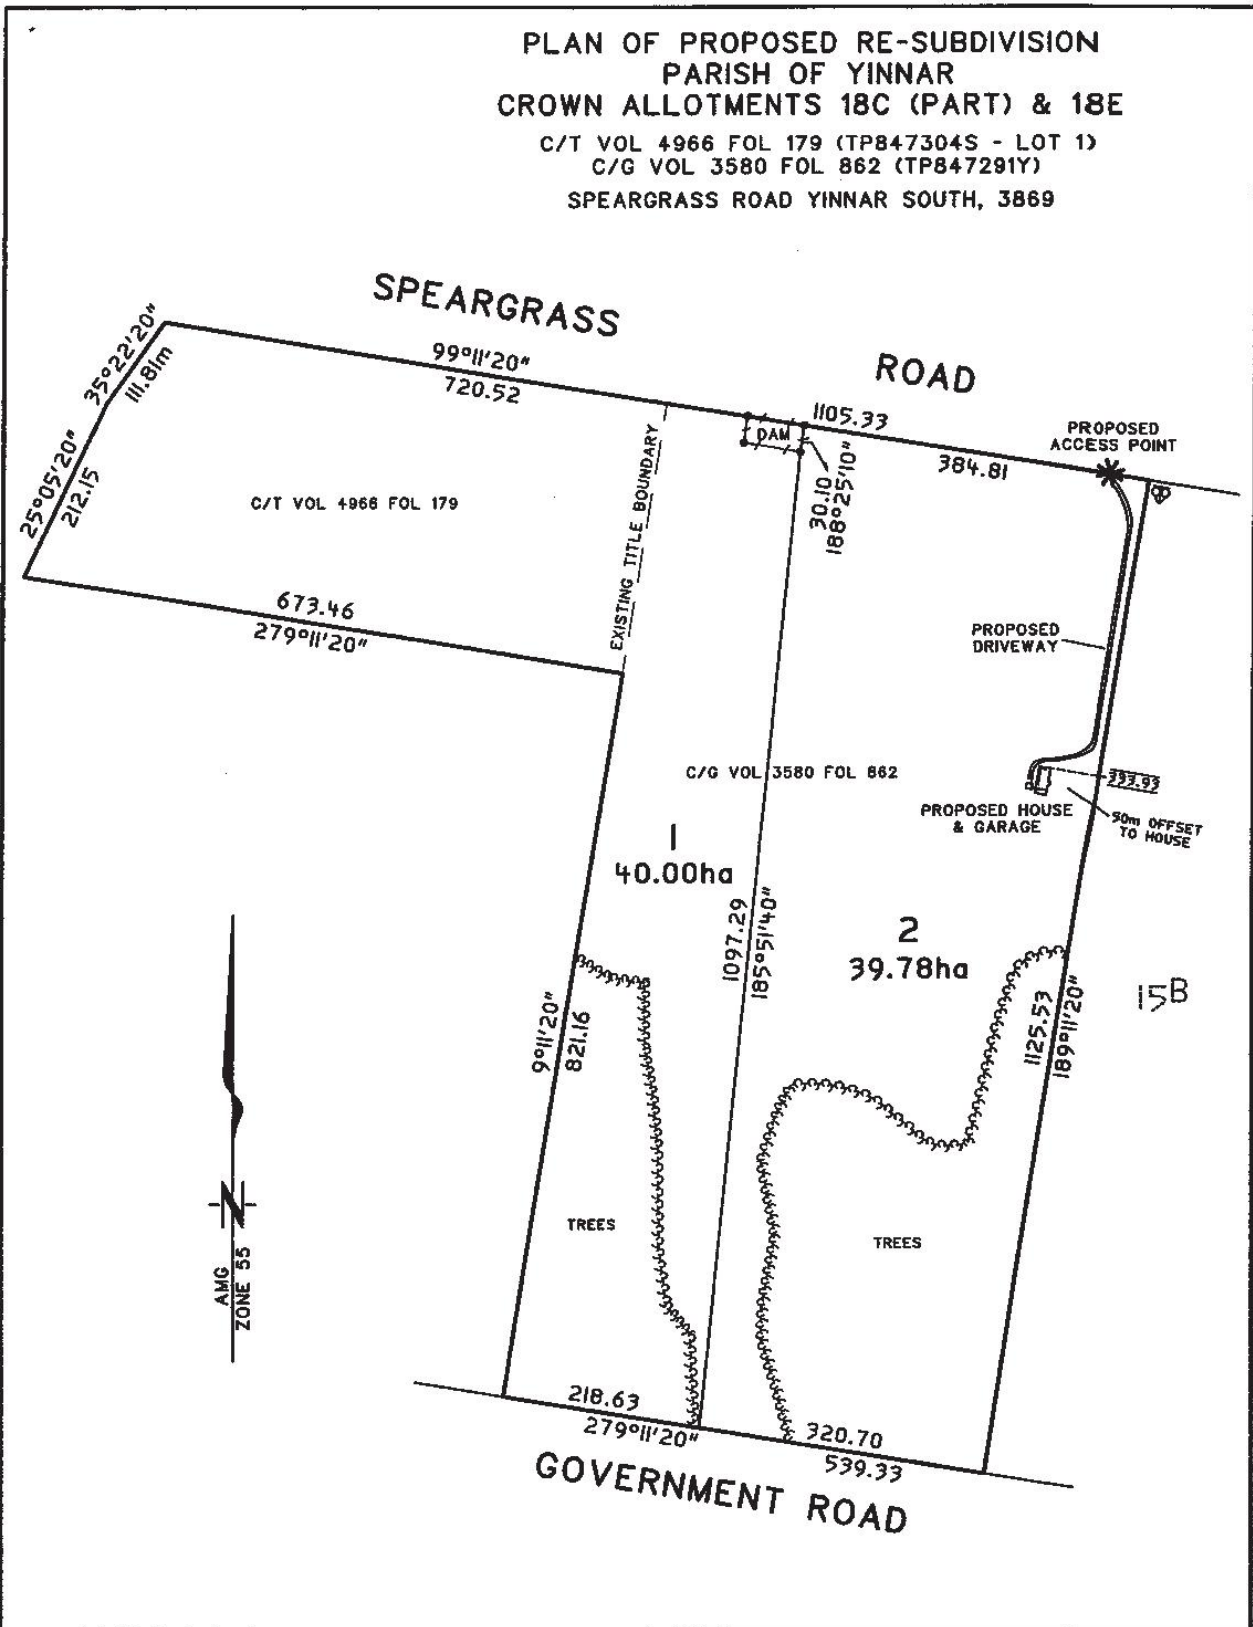 PLAN OF PROPOSED RE-SUBDIVISION
PARISH OF YINNAR
CROWN ALLOTMENTS 18C (PART) & 18E
C/T VOL 4966 FOL 179 (TP847304S - LOT 1)
C/G VOL 3580 FOL 862 (TP847291Y)
SPEARGRASS ROAD YINNAR SOUTH, 3869
SPEARGRASS
ROAD
35°22'20"
111.81m
99°11'20"
720.52
1105.33
384.81
PROPOSED
ACCESS POINT
DAM
30.10
188°25'10"
25°05'20"
212.15
C/T VOL 4966 FOL 179
EXISTING TITLE BOUNDARY
673.46
279°11'20"
PROPOSED
DRIVEWAY
C/G VOL 3580 FOL 862
393.93
PROPOSED HOUSE
& GARAGE
50m OFFSET
TO HOUSE
1
40.00ha
1097.29
185°51'40"
2
39.78ha
15B
9°11'20"
821.16
1125.53
189°11'20"
TREES
TREES
N
AMG
ZONE 55
218.63
279°11'20"
320.70
539.33
GOVERNMENT ROAD